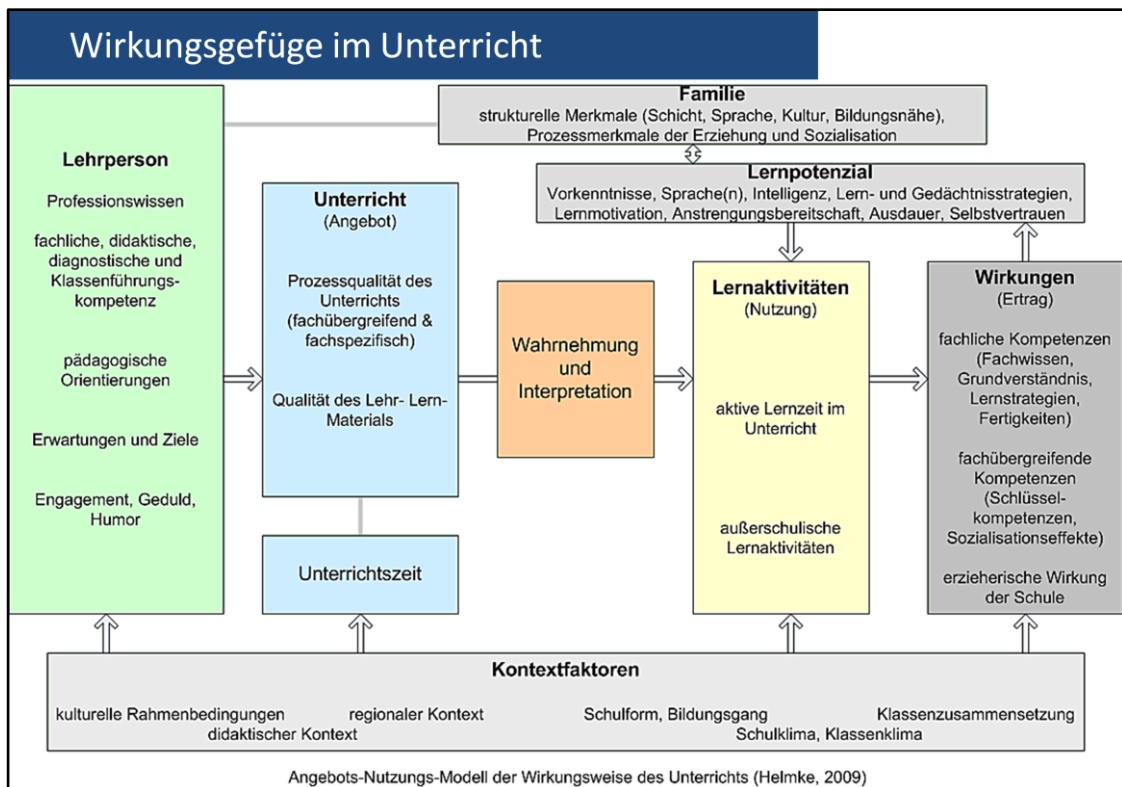 Wirkungsgefüge im Unterricht
Familie
strukturelle Merkmale (Schicht, Sprache, Kultur, Bildungsnähe),
Prozessmerkmale der Erziehung und Sozialisation
Lernpotenzial
Vorkenntnisse, Sprache(n), Intelligenz, Lern- und Gedächtnisstrategien,
Lernmotivation, Anstrengungsbereitschaft, Ausdauer, Selbstvertrauen
Lehrperson
Professionswissen
fachliche, didaktische,
diagnostische und
Klassenführungs-
kompetenz
pädagogische
Orientierungen
Erwartungen und Ziele
Engagement, Geduld,
Humor
Unterricht
(Angebot)
Prozessqualität des
Unterrichts
(fachübergreifend &
fachspezifisch)
Qualität des Lehr- Lern-
Materials
Unterrichtszeit
Wahrnehmung
und
Interpretation
Lernaktivitäten
(Nutzung)
aktive Lernzeit im
Unterricht
außerschulische
Lernaktivitäten
Wirkungen
(Ertrag)
fachliche Kompetenzen
(Fachwissen,
Grundverständnis,
Lernstrategien,
Fertigkeiten)
fachübergreifende
Kompetenzen
(Schlüssel-
kompetenzen,
Sozialisationseffekte)
erzieherische Wirkung
der Schule
Kontextfaktoren
kulturelle Rahmenbedingungen regionaler Kontext Schulform, Bildungsgang Klassenzusammensetzung
didaktischer Kontext Schulklima, Klassenklima
Angebots-Nutzungs-Modell der Wirkungsweise des Unterrichts (Helmke, 2009)